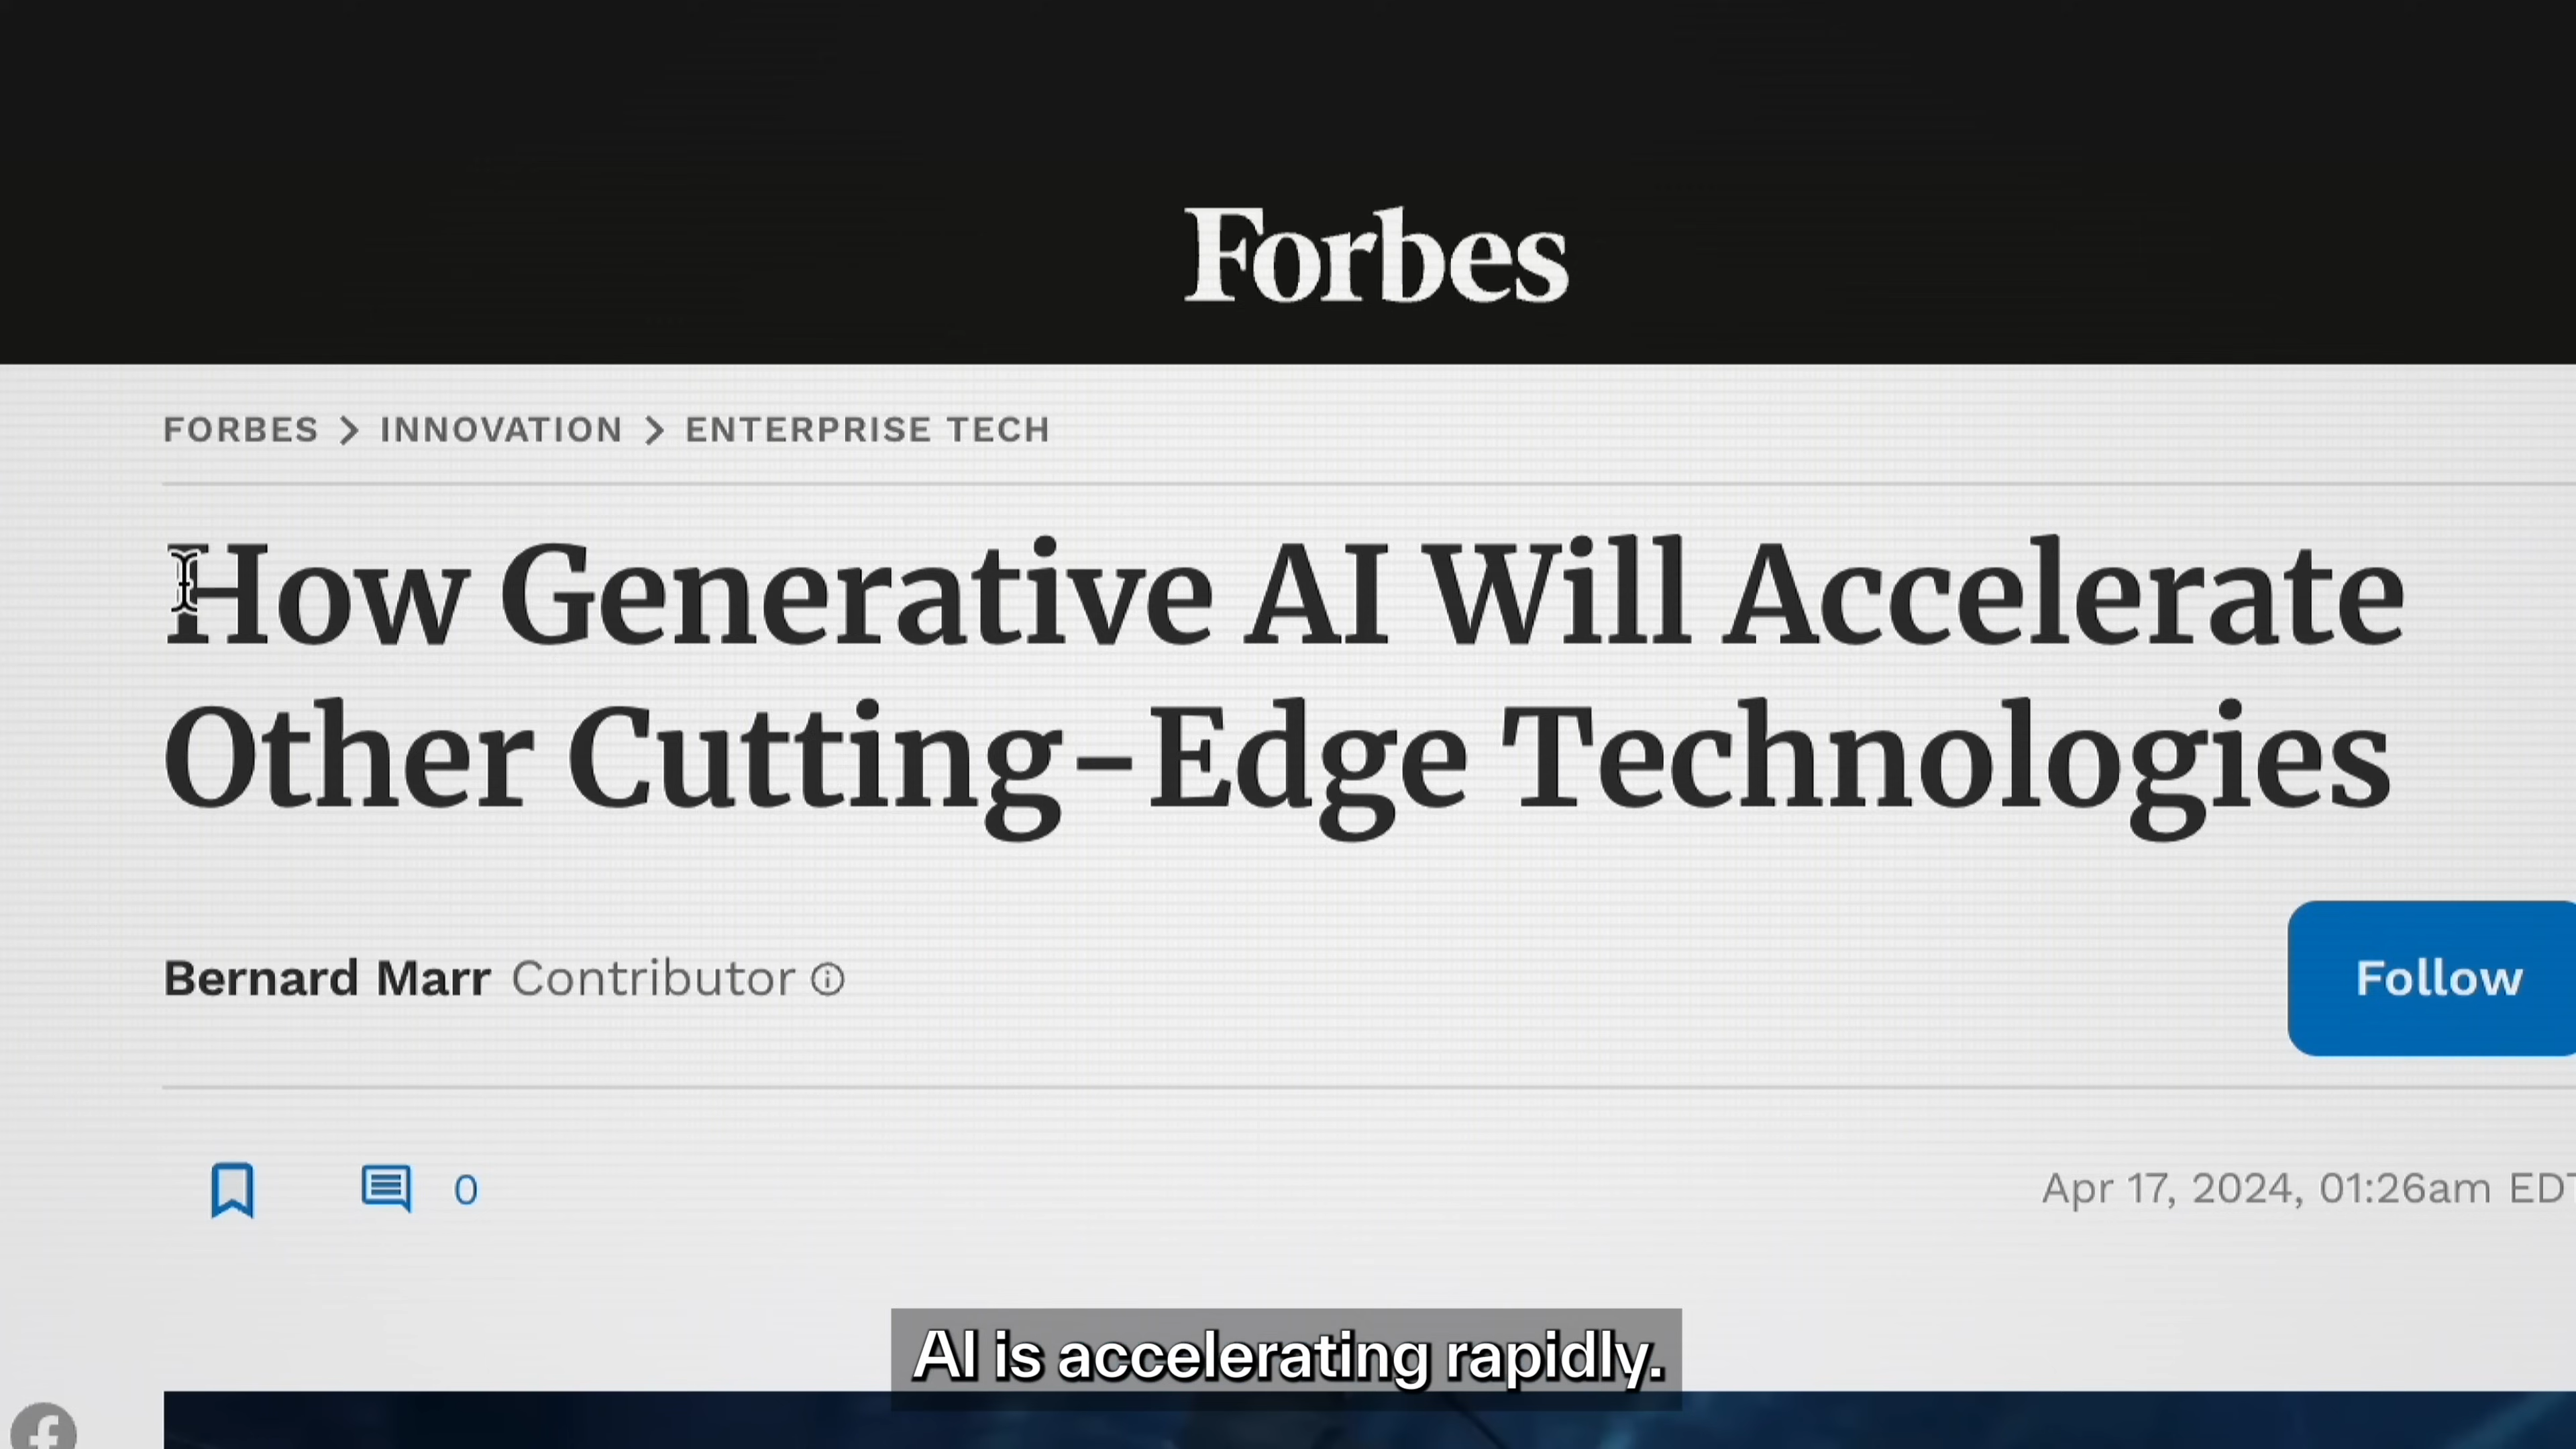 Forbes
FORBES > INNOVATION > ENTERPRISE TECH
How Generative AI Will Accelerate
Other Cutting-Edge Technologies
Bernard Marr Contributor
Follow
0
Apr 17, 2024, 01:26am EDT
AI is accelerating rapidly.